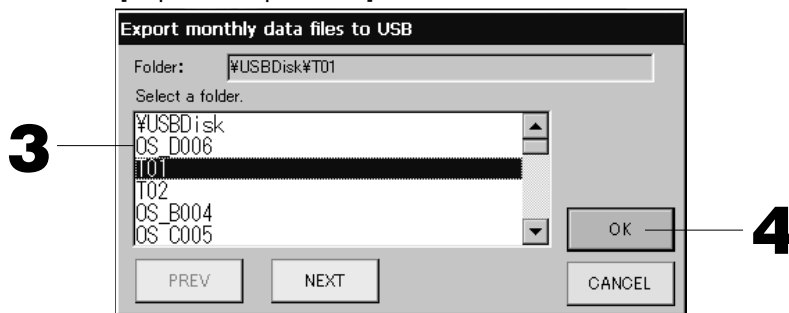 Export monthly data files to USB
Folder: ¥USBDisk¥T01
Select a folder.
¥USBDisk
OS_D006
T01
T02
OS_B004
OS_C005
3
OK
4
PREV NEXT CANCEL